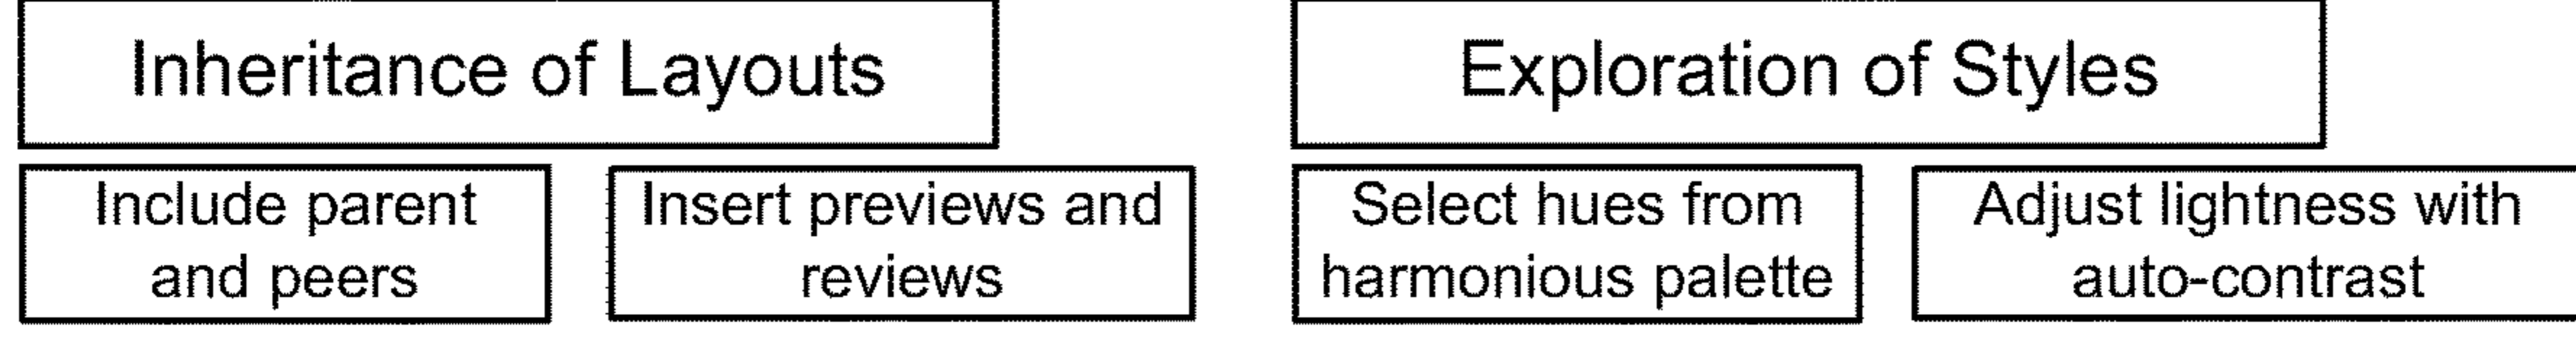 Inheritance of Layouts
Exploration of Styles
Include parent
and peers
Insert previews and
reviews
Select hues from
harmonious palette
Adjust lightness with
auto-contrast